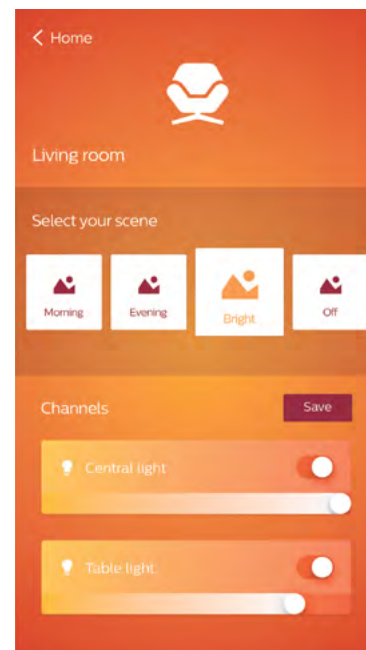 Home
Living room
Select your scene
Morning
Evening
Bright
Off
Channels
Save
Central light
Table light